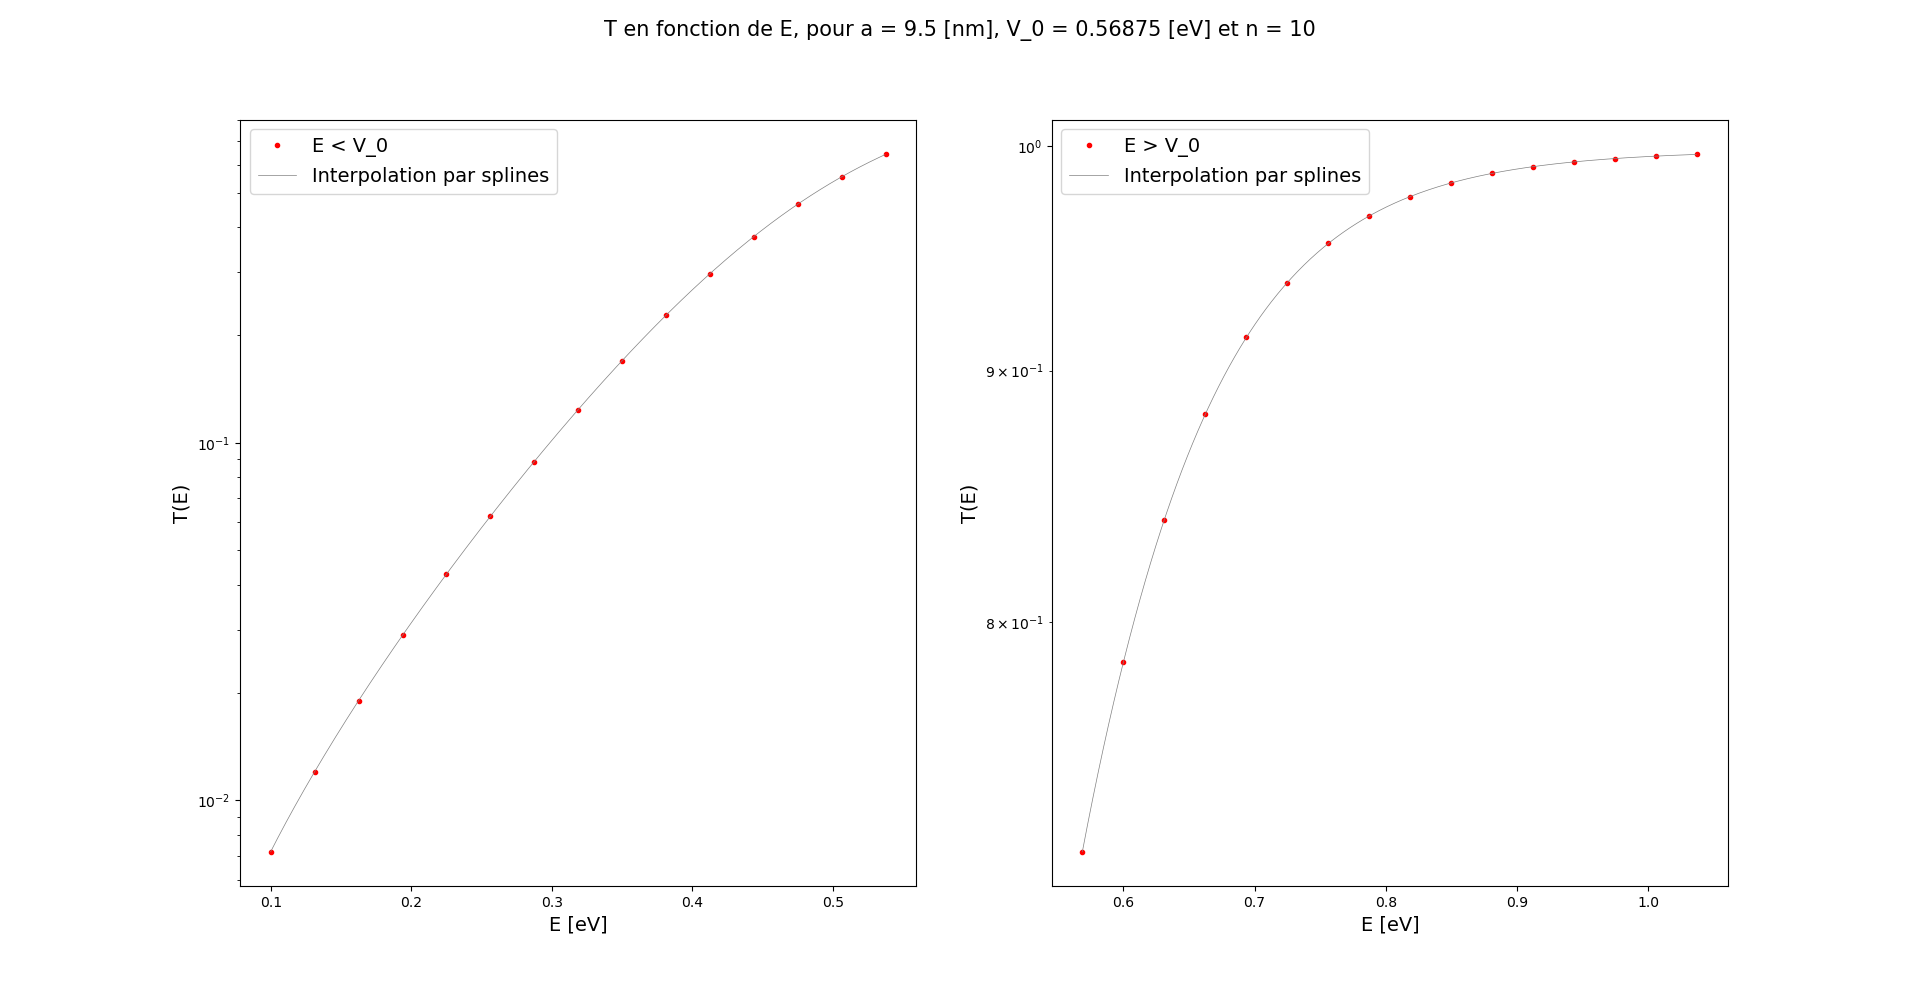 T en fonction de E, pour a = 9.5 [nm], V_0 = 0.56875 [eV] et n = 10
E < V_0
Interpolation par splines
10⁻¹
10⁻²
T(E)
0.1 0.2 0.3 0.4 0.5
E [eV]
E > V_0
Interpolation par splines
10⁰
9 × 10⁻¹
8 × 10⁻¹
T(E)
0.6 0.7 0.8 0.9 1.0
E [eV]